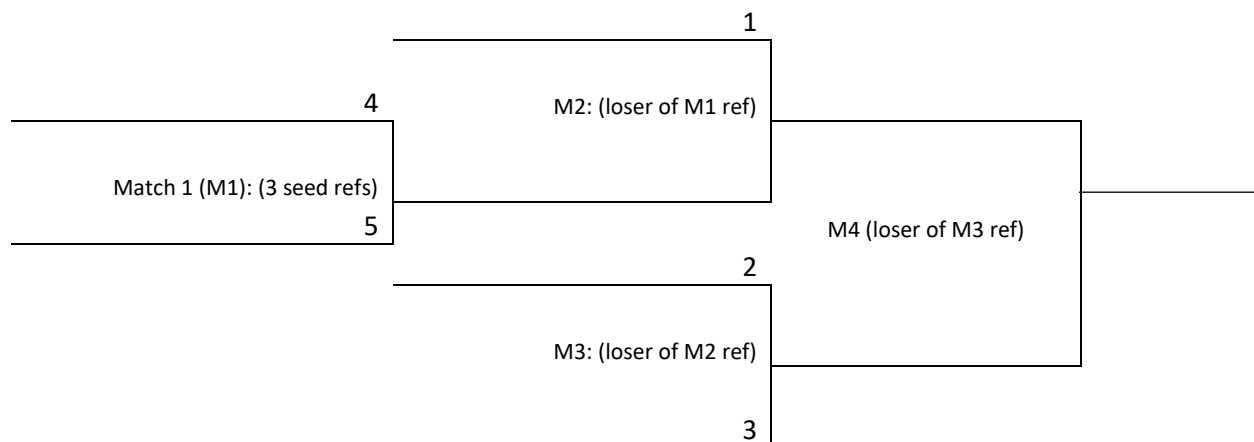 1
4
M2: (loser of M1 ref)
Match 1 (M1): (3 seed refs)
5
M4 (loser of M3 ref)
2
M3: (loser of M2 ref)
3